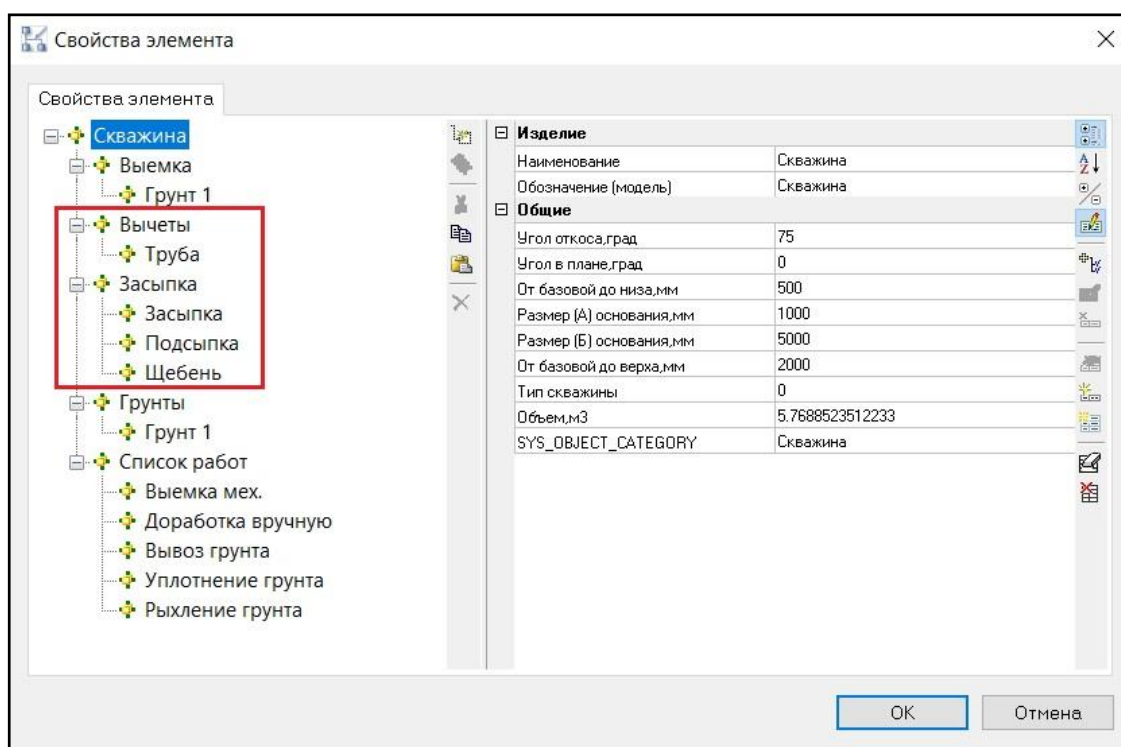 Свойства элемента
Свойства элемента
Скважина
Выемка
Грунт 1
Вычеты
Труба
Засыпка
Засыпка
Подсыпка
Щебень
Грунты
Грунт 1
Список работ
Выемка мех.
Доработка вручную
Вывоз грунта
Уплотнение грунта
Рыхление грунта
Изделие
Наименование Скважина
Обозначение (модель) Скважина
Общие
Угол откоса,град 75
Угол в плане,град 0
От базовой до низа,мм 500
Размер (А) основания,мм 1000
Размер (Б) основания,мм 5000
От базовой до верха,мм 2000
Тип скважины 0
Объем,м3 5.7688523512233
SYS_OBJECT_CATEGORY Скважина
OK Отмена